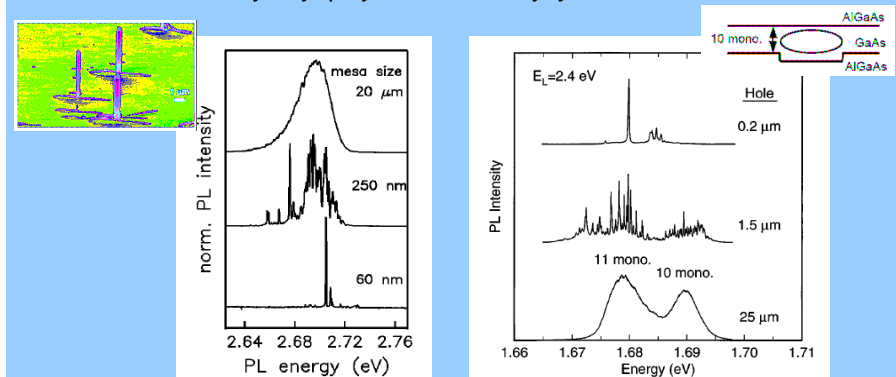 1 μm
norm. PL intensity
mesa size
20 μm
250 nm
60 nm
2.64 2.68 2.72 2.76
PL energy (eV)
AlGaAs
10 mono.
GaAs
AlGaAs
E_L=2.4 eV
Hole
0.2 μm
PL Intensity
1.5 μm
11 mono.
10 mono.
25 μm
1.66 1.67 1.68 1.69 1.70 1.71
Energy (eV)